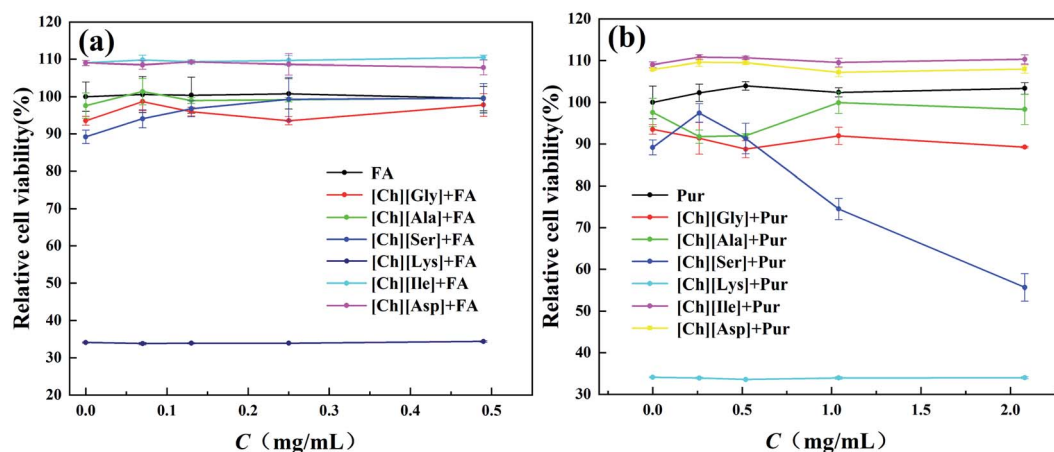 (a)
Relative cell viability(%)
120
110
100
90
80
70
60
50
40
30
20
FA
[Ch][Gly]+FA
[Ch][Ala]+FA
[Ch][Ser]+FA
[Ch][Lys]+FA
[Ch][Ile]+FA
[Ch][Asp]+FA
0.0 0.1 0.2 0.3 0.4 0.5
C（mg/mL）
(b)
Relative cell viability(%)
120
110
100
90
80
70
60
50
40
30
Pur
[Ch][Gly]+Pur
[Ch][Ala]+Pur
[Ch][Ser]+Pur
[Ch][Lys]+Pur
[Ch][Ile]+Pur
[Ch][Asp]+Pur
0.0 0.5 1.0 1.5 2.0
C（mg/mL）